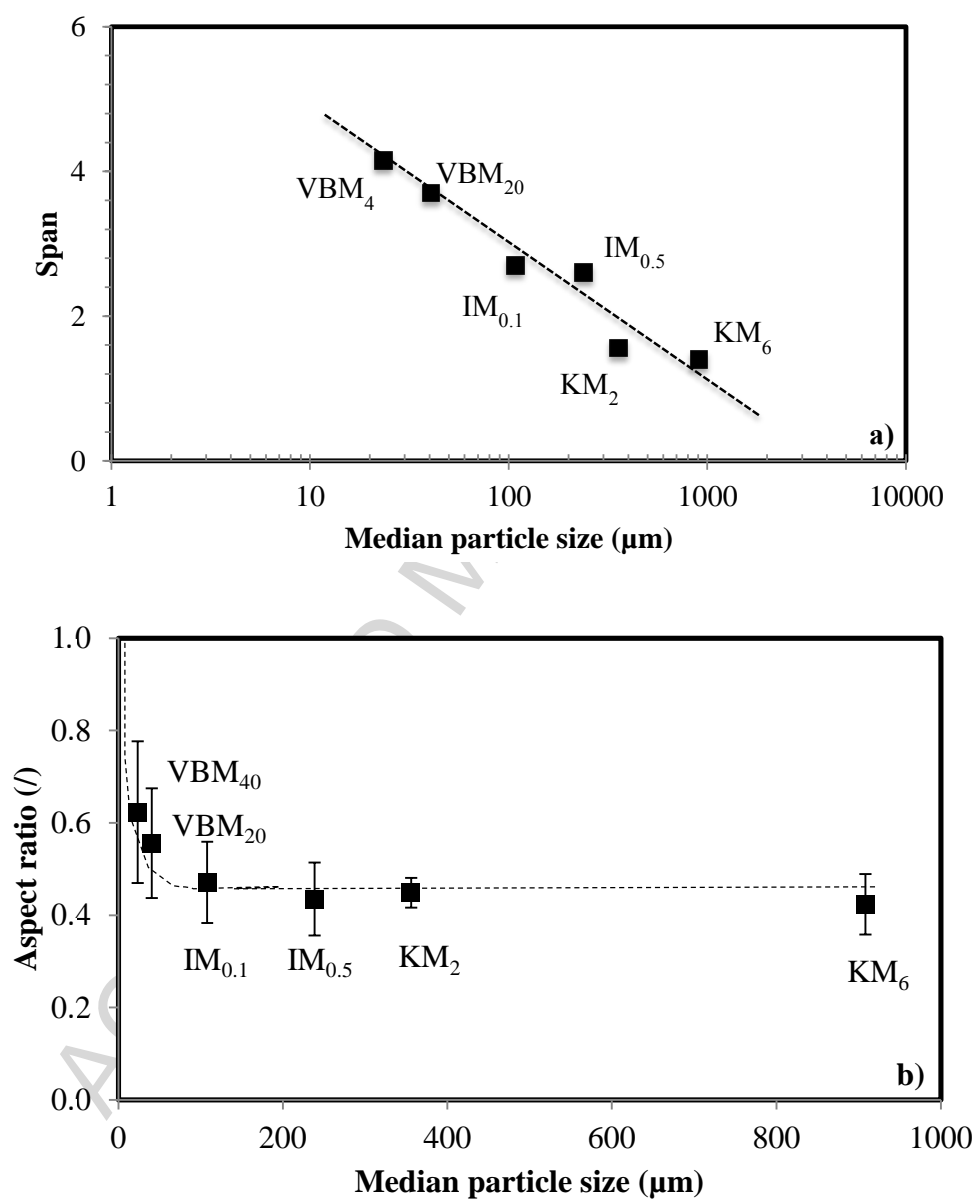 6
VBM₂₀
4
VBM₄
IM₀.₅
Span
IM₀.₁
2
KM₆
KM₂
a)
0
1 10 100 1000 10000
Median particle size (µm)
1.0
0.8
VBM₄₀
VBM₂₀
0.6
Aspect ratio (/)
0.4
IM₀.₁ IM₀.₅ KM₂
KM₆
0.2
b)
0.0
0 200 400 600 800 1000
Median particle size (µm)